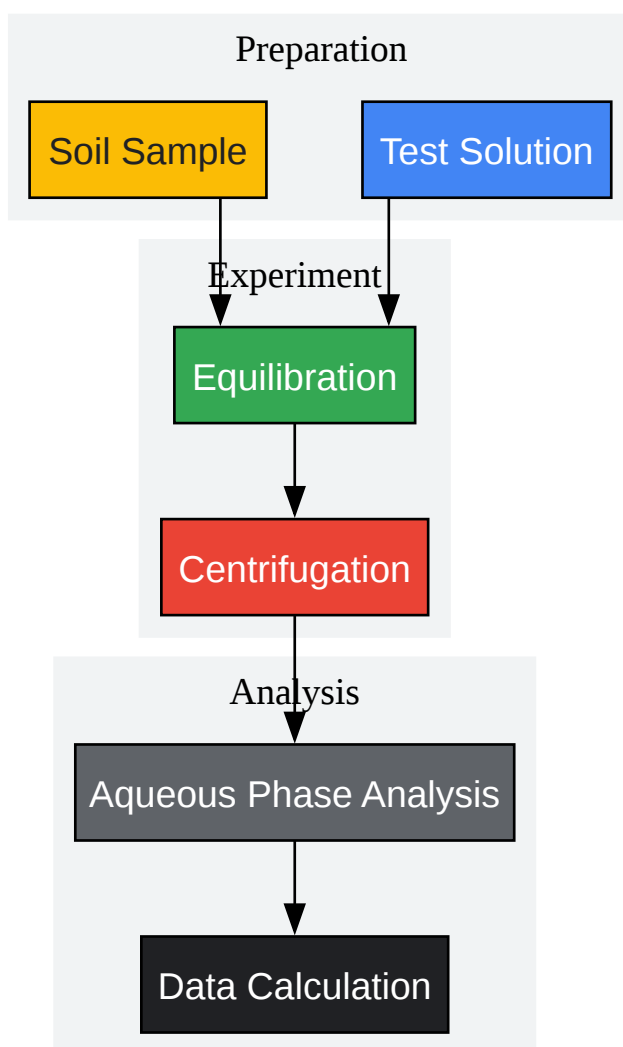 Preparation
Soil Sample
Test Solution
Experiment
Equilibration
Centrifugation
Analysis
Aqueous Phase Analysis
Data Calculation